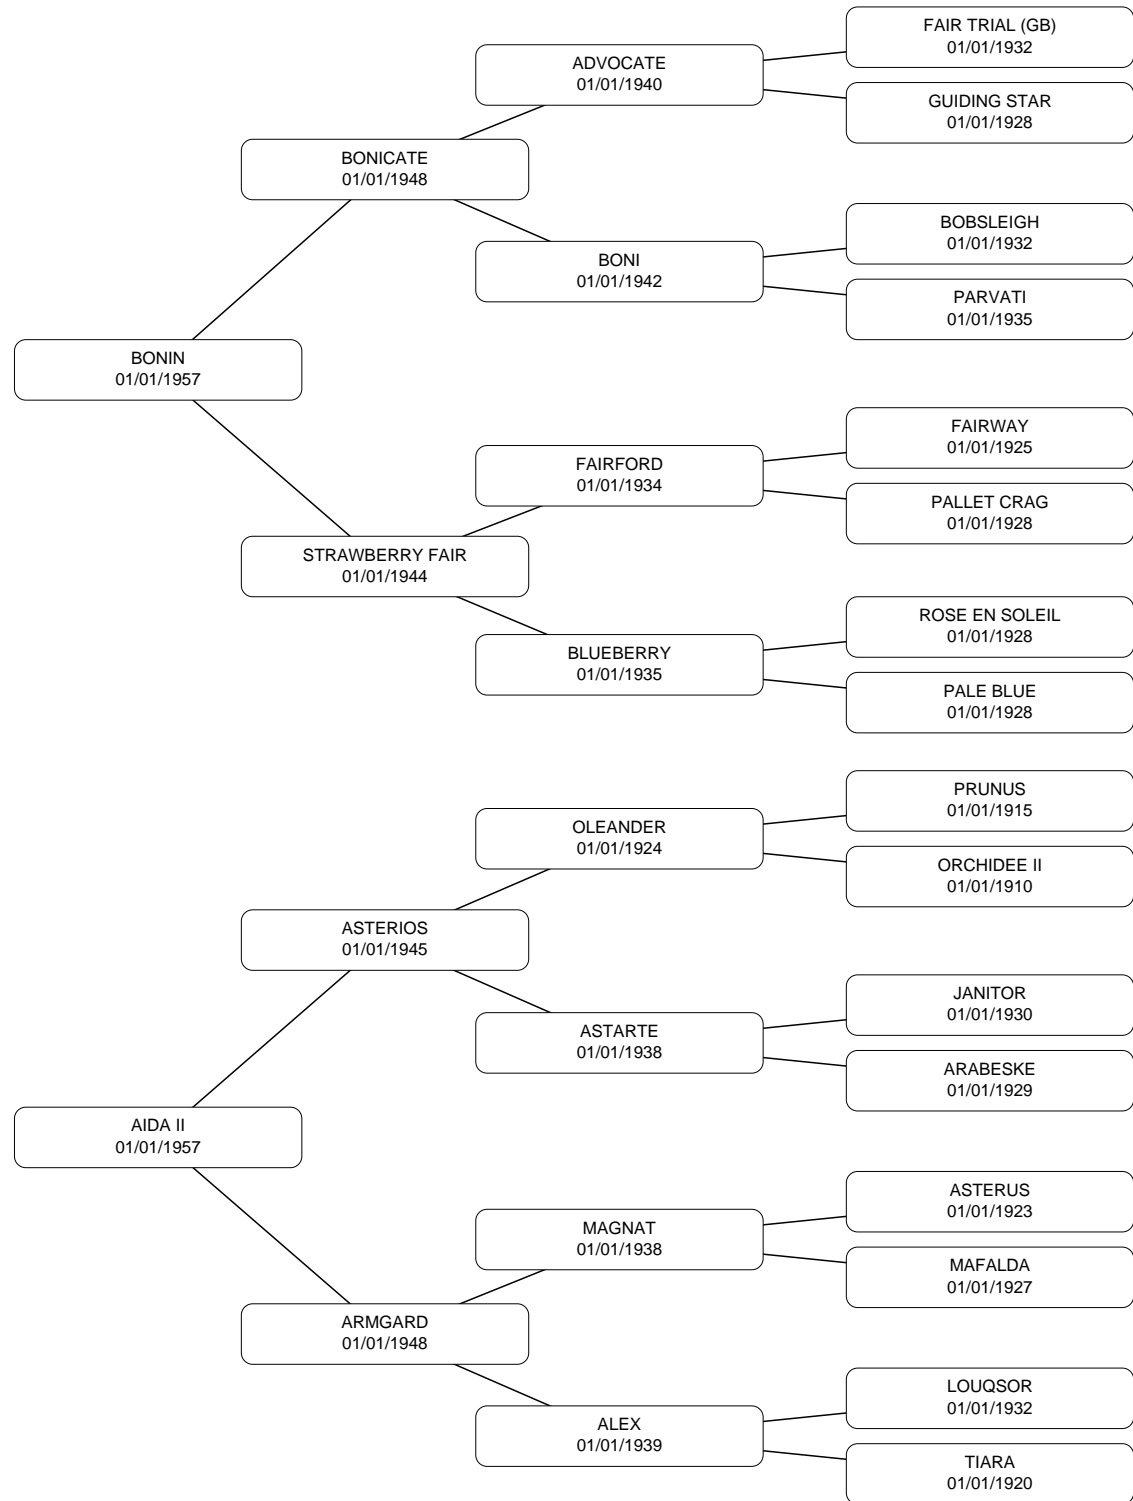 FAIR TRIAL (GB)
01/01/1932
ADVOCATE
01/01/1940
GUIDING STAR
01/01/1928
BONICATE
01/01/1948
BOBSLEIGH
01/01/1932
BONI
01/01/1942
PARVATI
01/01/1935
BONIN
01/01/1957
FAIRWAY
01/01/1925
FAIRFORD
01/01/1934
PALLET CRAG
01/01/1928
STRAWBERRY FAIR
01/01/1944
ROSE EN SOLEIL
01/01/1928
BLUEBERRY
01/01/1935
PALE BLUE
01/01/1928
PRUNUS
01/01/1915
OLEANDER
01/01/1924
ORCHIDEE II
01/01/1910
ASTERIOS
01/01/1945
JANITOR
01/01/1930
ASTARTE
01/01/1938
ARABESKE
01/01/1929
AIDA II
01/01/1957
ASTERUS
01/01/1923
MAGNAT
01/01/1938
MAFALDA
01/01/1927
ARMGARD
01/01/1948
LOUQSOR
01/01/1932
ALEX
01/01/1939
TIARA
01/01/1920